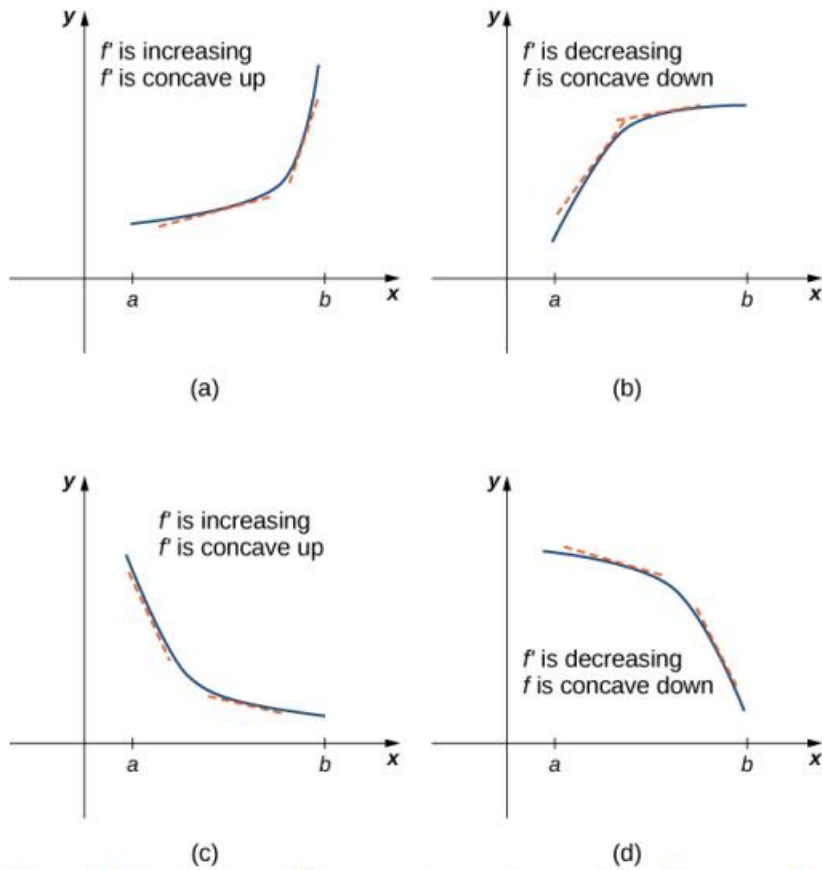 y
f' is increasing
f' is concave up
a
b
x
(a)
y
f' is decreasing
f is concave down
a
b
x
(b)
y
f' is increasing
f' is concave up
a
b
x
(c)
y
f' is decreasing
f is concave down
a
b
x
(d)